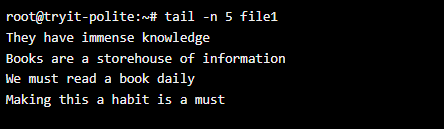 root@tryit-polite:~# tail -n 5 file1
They have immense knowledge
Books are a storehouse of information
We must read a book daily
Making this a habit is a must